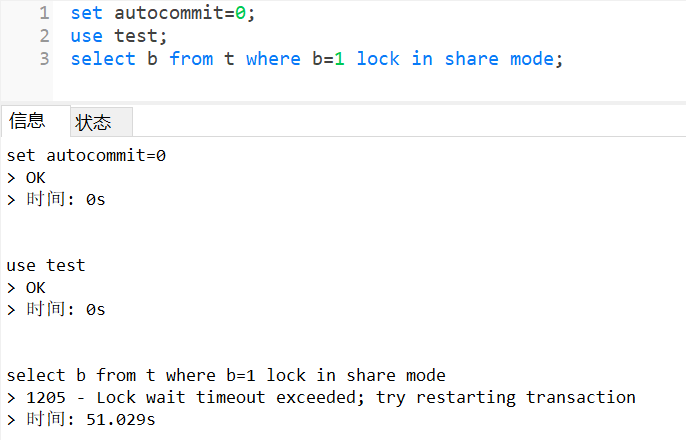 1 set autocommit=0;
2 use test;
3 select b from t where b=1 lock in share mode;
信息 状态
set autocommit=0
> OK
> 时间: 0s
use test
> OK
> 时间: 0s
select b from t where b=1 lock in share mode
> 1205 - Lock wait timeout exceeded; try restarting transaction
> 时间: 51.029s